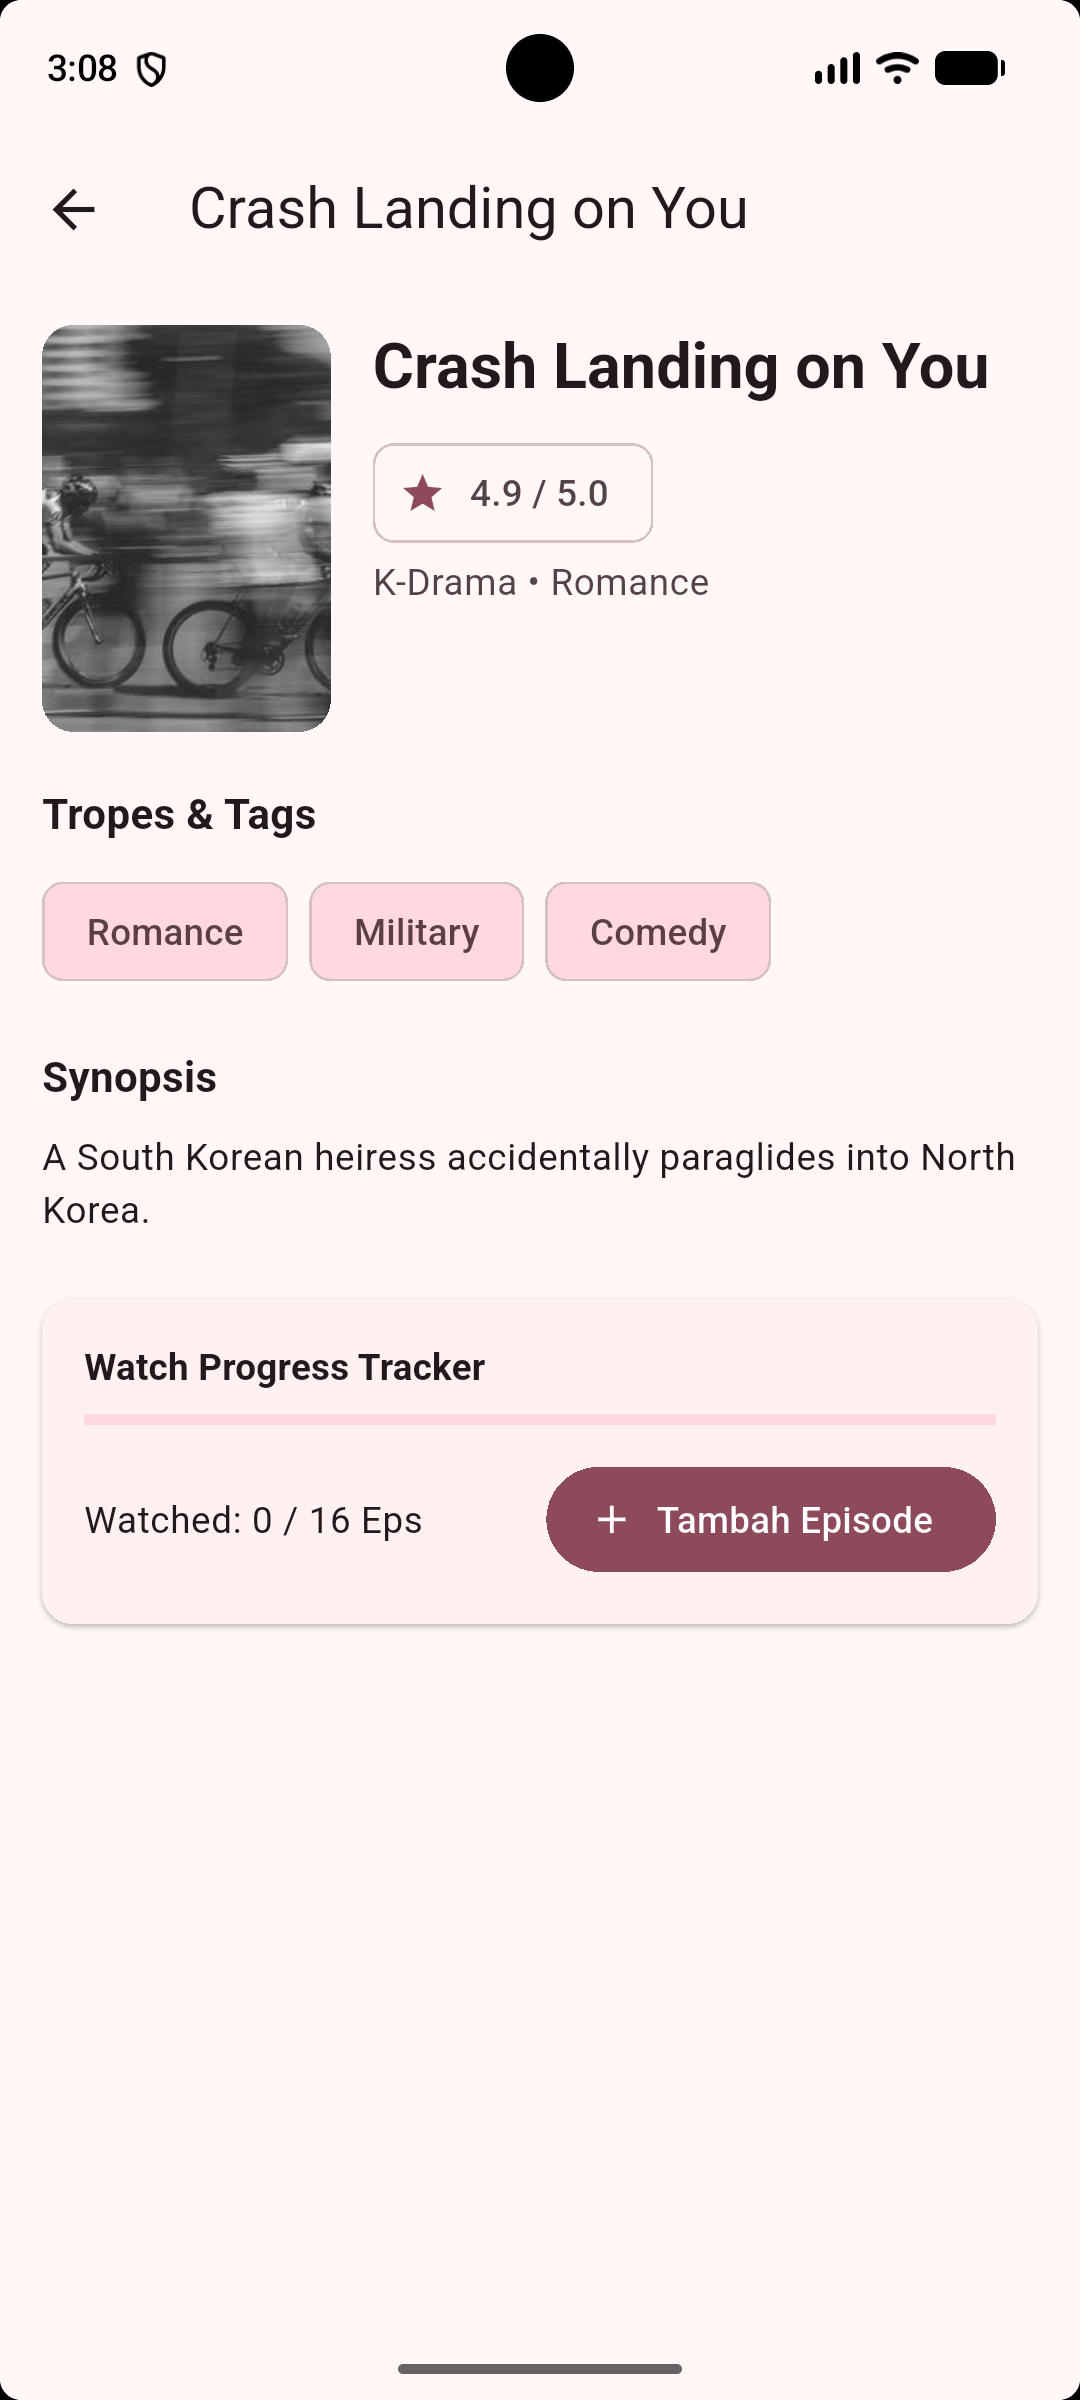 3:08
Crash Landing on You
Crash Landing on You
4.9 / 5.0
K-Drama • Romance
Tropes & Tags
Romance
Military
Comedy
Synopsis
A South Korean heiress accidentally paraglides into North
Korea.
Watch Progress Tracker
Watched: 0 / 16 Eps
+ Tambah Episode